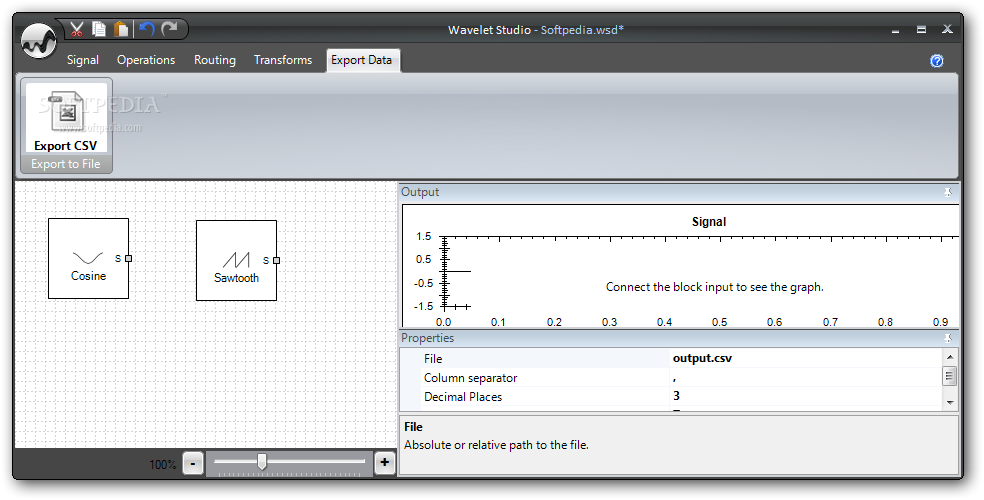 Wavelet Studio - Softpedia.wsd*
Signal Operations Routing Transforms Export Data
SOFTPEDIA
www.softpedia.com
Export CSV
Export to File
S
Cosine
S
Sawtooth
100%
-
+
Output
Signal
1.5
0.5
-0.5
-1.5
Connect the block input to see the graph.
0.0 0.1 0.2 0.3 0.4 0.5 0.6 0.7 0.8 0.9
Properties
File output.csv
Column separator ,
Decimal Places 3
File
Absolute or relative path to the file.